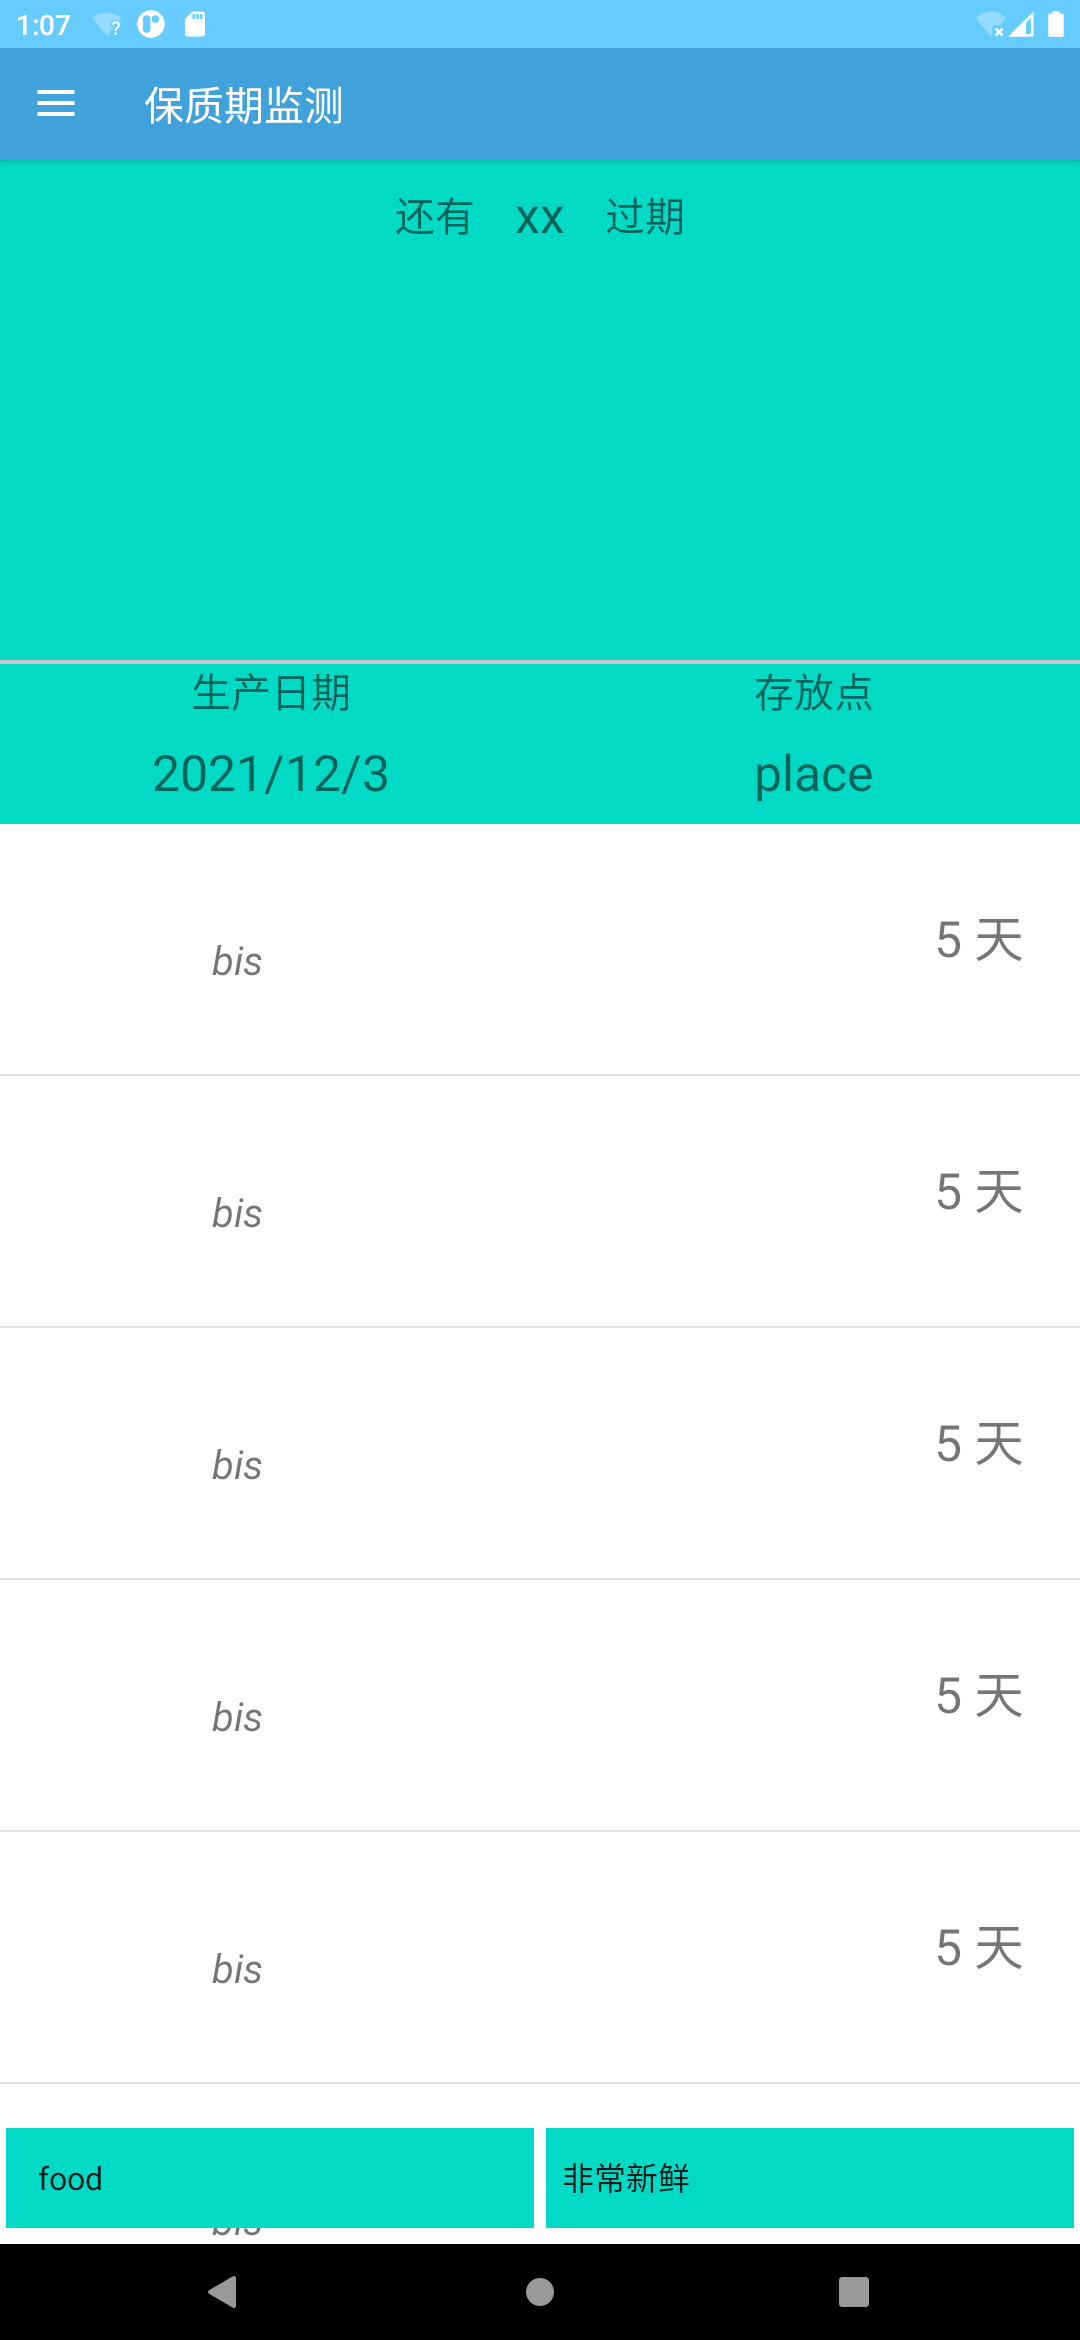 1:07
保质期监测
还有 xx 过期
生产日期 存放点
2021/12/3 place
bis 5 天
bis 5 天
bis 5 天
bis 5 天
bis 5 天
food 非常新鲜